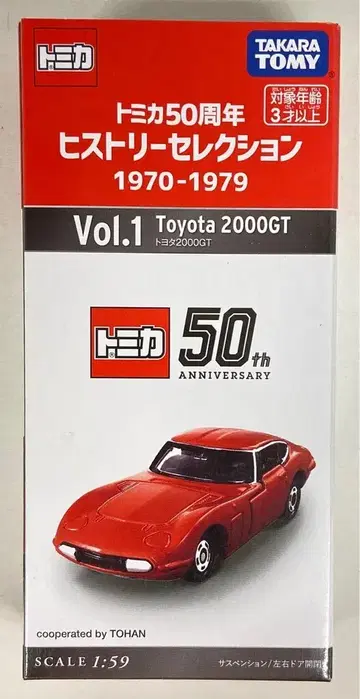 トミカ
TAKARA
TOMY
トミカ50周年
対象年齢
3才以上
ヒストリーセレクション
1970-1979
Vol.1 Toyota 2000GT
トヨタ2000GT
トミカ
50th
ANNIVERSARY
cooperated by TOHAN
SCALE 1:59
サスペンション/左右ドア開閉